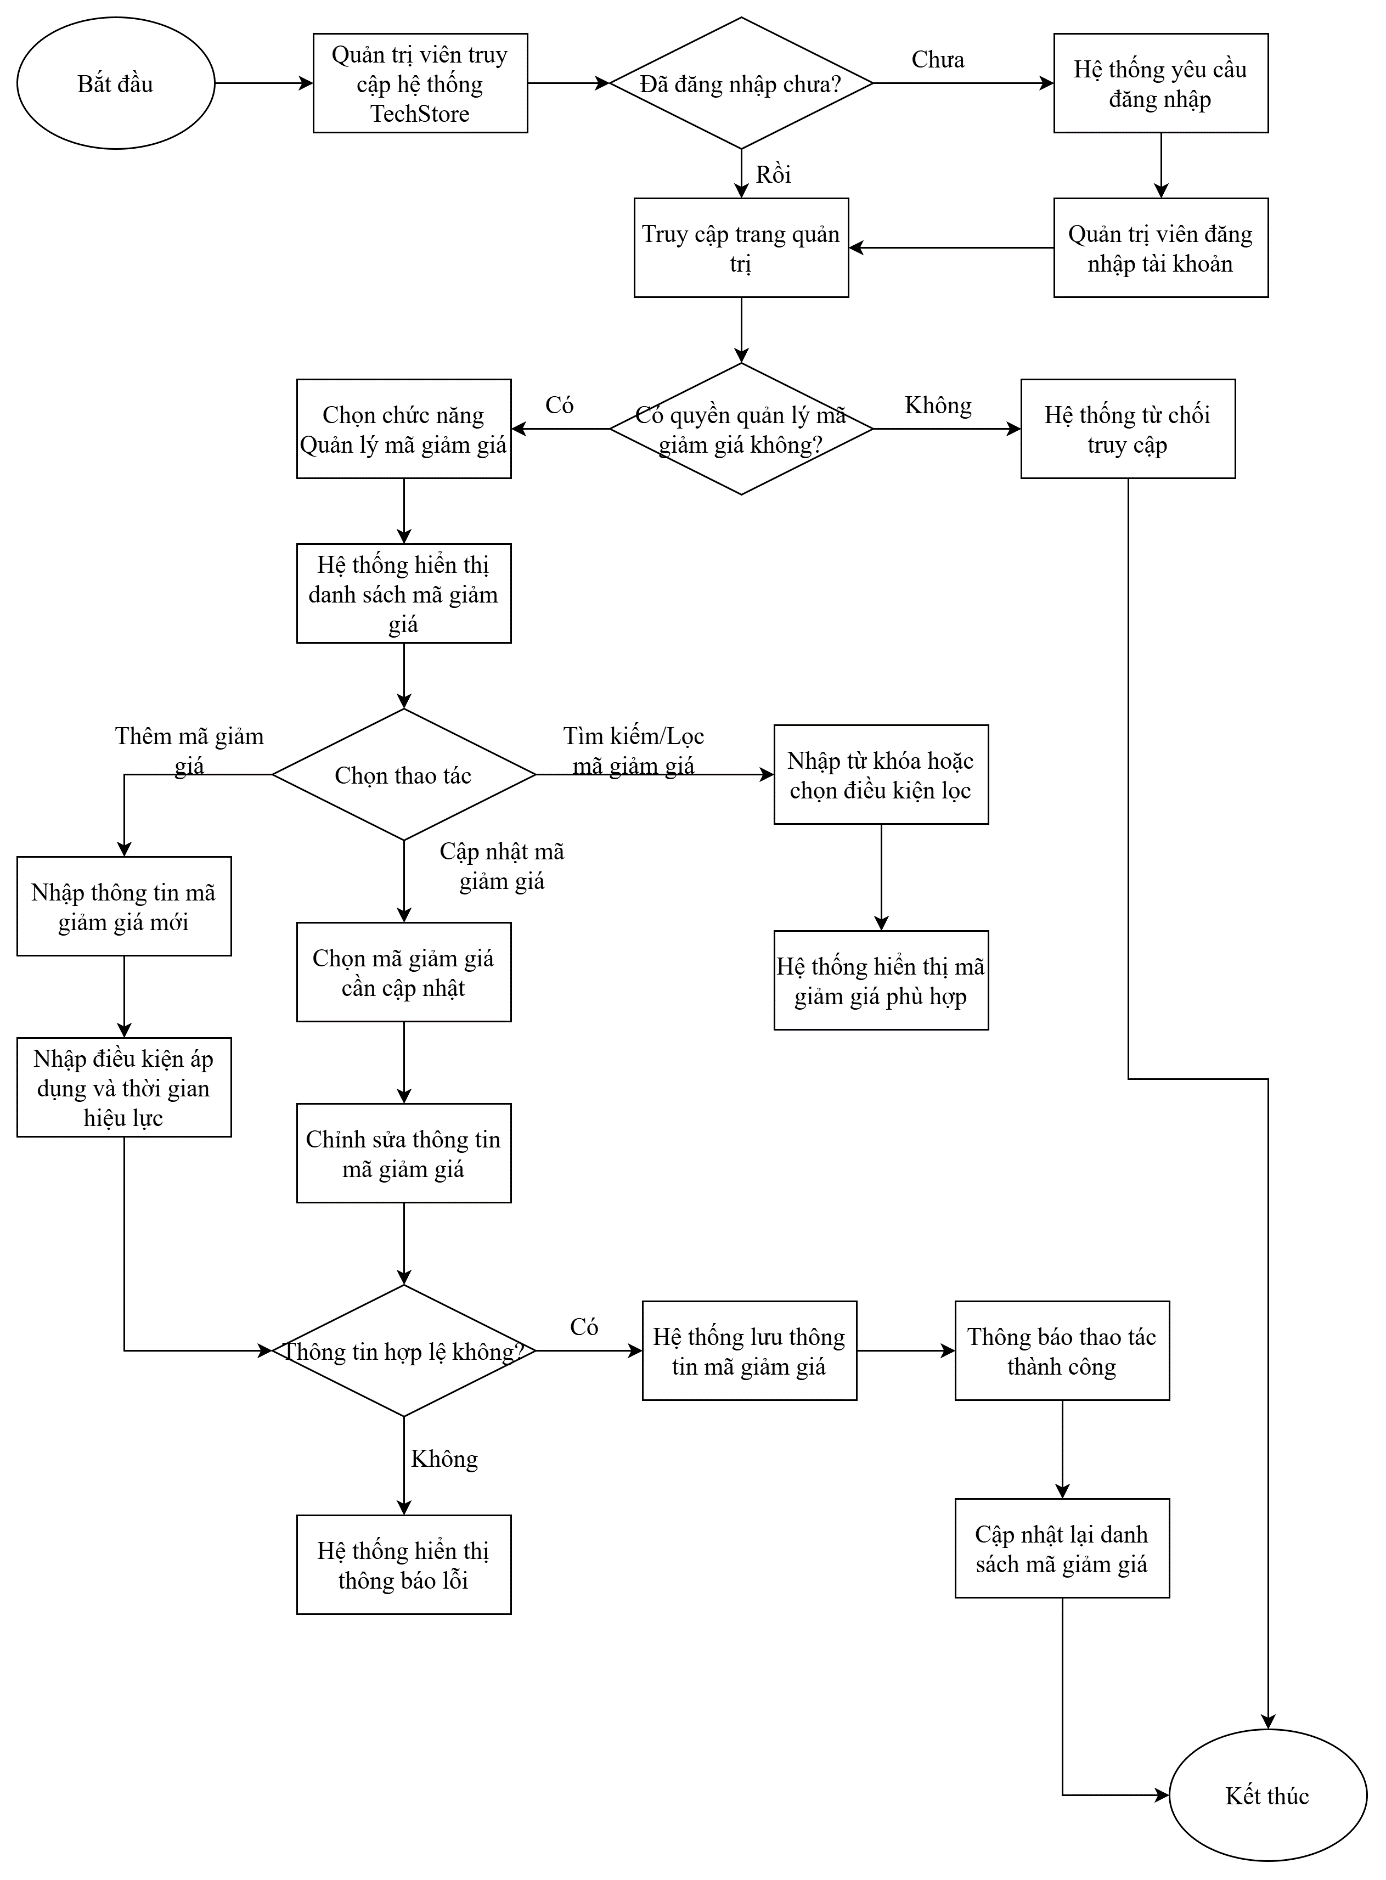 Bắt đầu
Quản trị viên truy
cập hệ thống
TechStore
Đã đăng nhập chưa?
Chưa
Hệ thống yêu cầu
đăng nhập
Rồi
Truy cập trang quản
trị
Quản trị viên đăng
nhập tài khoản
Chọn chức năng
Quản lý mã giảm giá
Có
Có quyền quản lý mã
giảm giá không?
Không
Hệ thống từ chối
truy cập
Hệ thống hiển thị
danh sách mã giảm
giá
Thêm mã giảm
giá
Chọn thao tác
Tìm kiếm/Lọc
mã giảm giá
Nhập từ khóa hoặc
chọn điều kiện lọc
Cập nhật mã
giảm giá
Nhập thông tin mã
giảm giá mới
Chọn mã giảm giá
cần cập nhật
Hệ thống hiển thị mã
giảm giá phù hợp
Nhập điều kiện áp
dụng và thời gian
hiệu lực
Chỉnh sửa thông tin
mã giảm giá
Thông tin hợp lệ không?
Có
Hệ thống lưu thông
tin mã giảm giá
Thông báo thao tác
thành công
Không
Hệ thống hiển thị
thông báo lỗi
Cập nhật lại danh
sách mã giảm giá
Kết thúc